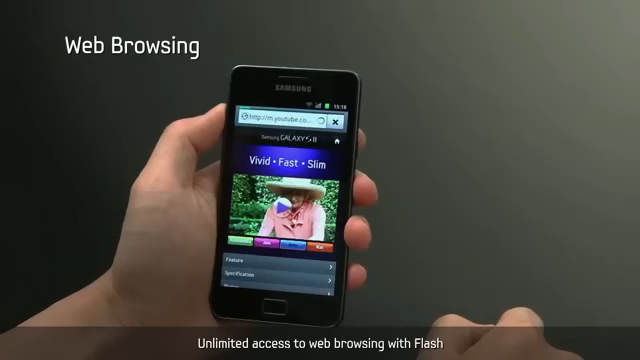 Web Browsing
SAMSUNG
15:18
http://m.youtube.co...
Samsung GALAXY S II
Vivid • Fast • Slim
Feature
Specification
Unlimited access to web browsing with Flash